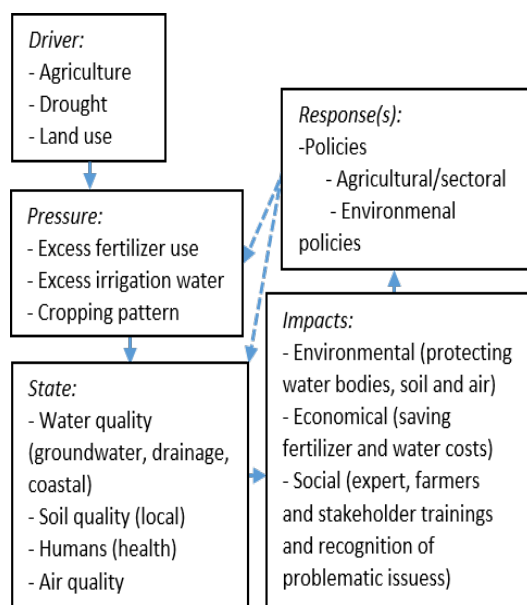 Driver:
- Agriculture
- Drought
- Land use
Pressure:
- Excess fertilizer use
- Excess irrigation water
- Cropping pattern
State:
- Water quality
(groundwater, drainage,
coastal)
- Soil quality (local)
- Humans (health)
- Air quality
Impacts:
- Environmental (protecting
water bodies, soil and air)
- Economical (saving
fertilizer and water costs)
- Social (expert, farmers
and stakeholder trainings
and recognition of
problematic issuess)
Response(s):
-Policies
- Agricultural/sectoral
- Environmenal
policies